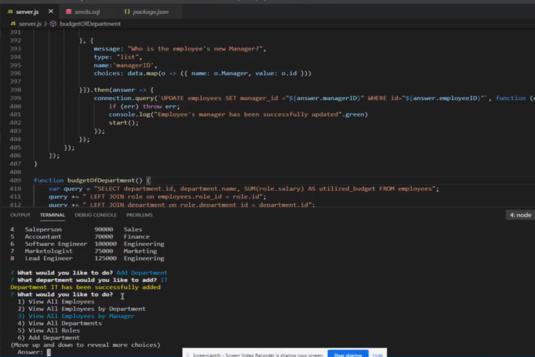 server.js
seeds.sql
package.json
server.js > budgetOfDepartment
391
392 }, {
393 message: "Who is the employee's new Manager?",
394 type: "list",
395 name:'managerID',
396 choices: data.map(o => ({ name: o.Manager, value: o.id }))
397
398 }]).then(answer => {
399 connection.query(`UPDATE employees SET manager_id ="${answer.managerID}" WHERE id="${answer.employeeID}"`, function (
400 if (err) throw err;
401 console.log("Employee's manager has been successfully updated".green)
402 start();
403 });
404 });
405 });
406 });
407 }
408
409 function budgetOfDepartment() {
410 var query = "SELECT department.id, department.name, SUM(role.salary) AS utilized_budget FROM employees";
411 query += " LEFT JOIN role on employees.role_id = role.id";
412 query += " LEFT JOIN department on role.department_id = department.id";
OUTPUT TERMINAL DEBUG CONSOLE PROBLEMS 4: node
4 Saleperson 90000 Sales
5 Accountant 70000 Finance
6 Software Engineer 100000 Engineering
7 Marketologist 75000 Marketing
8 Lead Engineer 125000 Engineering
? What would you like to do? Add Department
? What department would you like to add? IT
Department IT has been successfully added
? What would you like to do?
1) View All Employees
2) View All Employees by Department
3) View All Employees by Manager
4) View All Departments
5) View All Roles
6) Add Department
(Move up and down to reveal more choices)
Answer: 3
Screencastify - Screen Video Recorder is sharing your screen. Stop sharing Hide